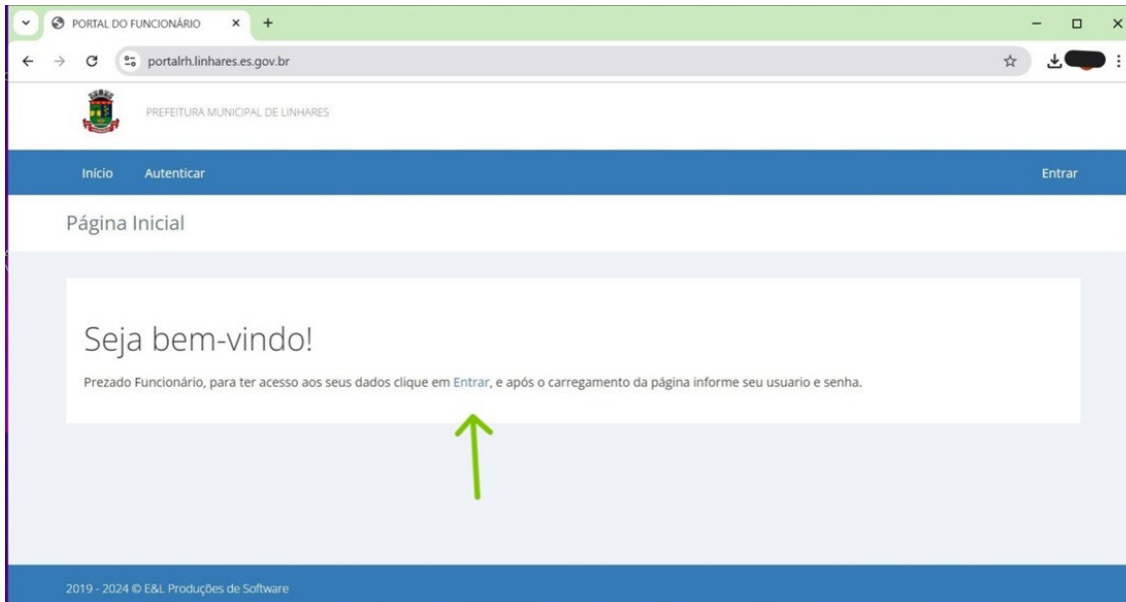 PORTAL DO FUNCIONÁRIO
portalrh.linhares.es.gov.br
PREFEITURA MUNICIPAL DE LINHARES
Início Autenticar Entrar
Página Inicial
Seja bem-vindo!
Prezado Funcionário, para ter acesso aos seus dados clique em Entrar, e após o carregamento da página informe seu usuario e senha.
2019 - 2024 © E&L Produções de Software